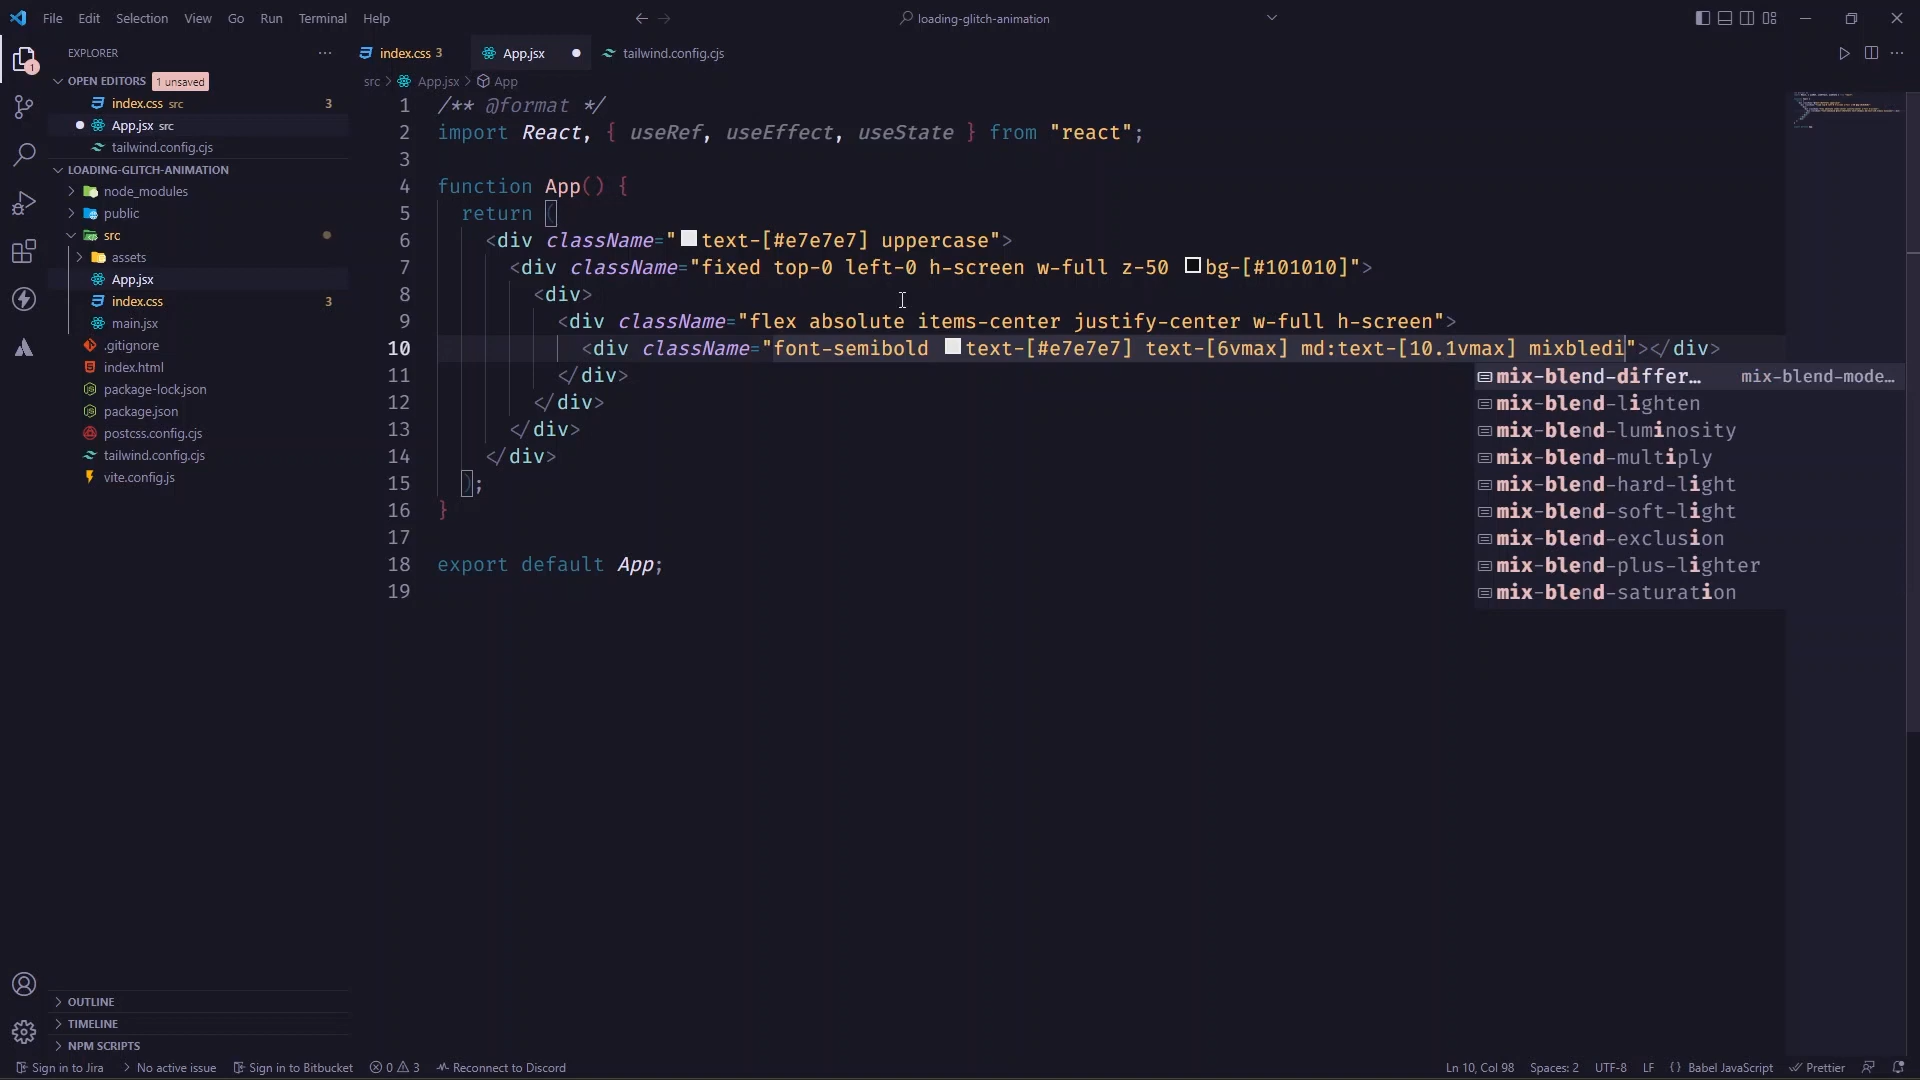 File Edit Selection View Go Run Terminal Help
loading-glitch-animation
EXPLORER
OPEN EDITORS 1 unsaved
index.css src 3
App.jsx src
tailwind.config.cjs
LOADING-GLITCH-ANIMATION
node_modules
public
src
assets
App.jsx
index.css 3
main.jsx
.gitignore
index.html
package-lock.json
package.json
postcss.config.cjs
tailwind.config.cjs
vite.config.js
OUTLINE
TIMELINE
NPM SCRIPTS
1
index.css 3 App.jsx tailwind.config.cjs
src > App.jsx > App
1 /** @format */
2 import React, { useRef, useEffect, useState } from "react";
3
4 function App() {
5 return (
6 <div className="text-[#e7e7e7] uppercase">
7 <div className="fixed top-0 left-0 h-screen w-full z-50 bg-[#101010]">
8 <div>
9 <div className="flex absolute items-center justify-center w-full h-screen">
10 <div className="font-semibold text-[#e7e7e7] text-[6vmax] md:text-[10.1vmax] mixbledi"></div>
11 </div>
12 </div>
13 </div>
14 </div>
15 );
16 }
17
18 export default App;
19
mix-blend-differ… mix-blend-mode…
mix-blend-lighten
mix-blend-luminosity
mix-blend-multiply
mix-blend-hard-light
mix-blend-soft-light
mix-blend-exclusion
mix-blend-plus-lighter
mix-blend-saturation
Sign in to Jira No active issue Sign in to Bitbucket 0 3 Reconnect to Discord Ln 10, Col 98 Spaces: 2 UTF-8 LF {} Babel JavaScript Prettier